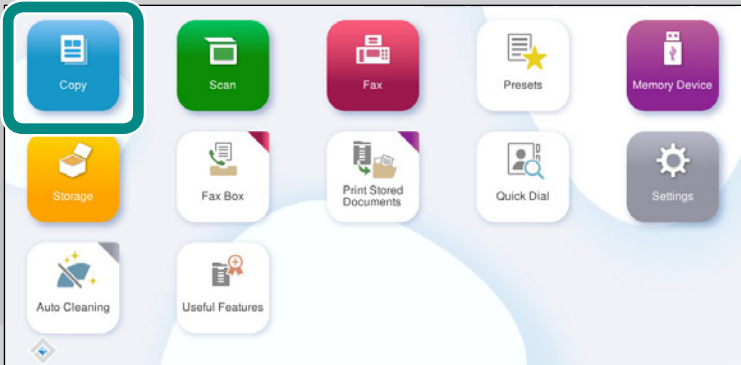 Copy
Scan
Fax
Presets
Memory Device
Storage
Fax Box
Print Stored
Documents
Quick Dial
Settings
Auto Cleaning
Useful Features